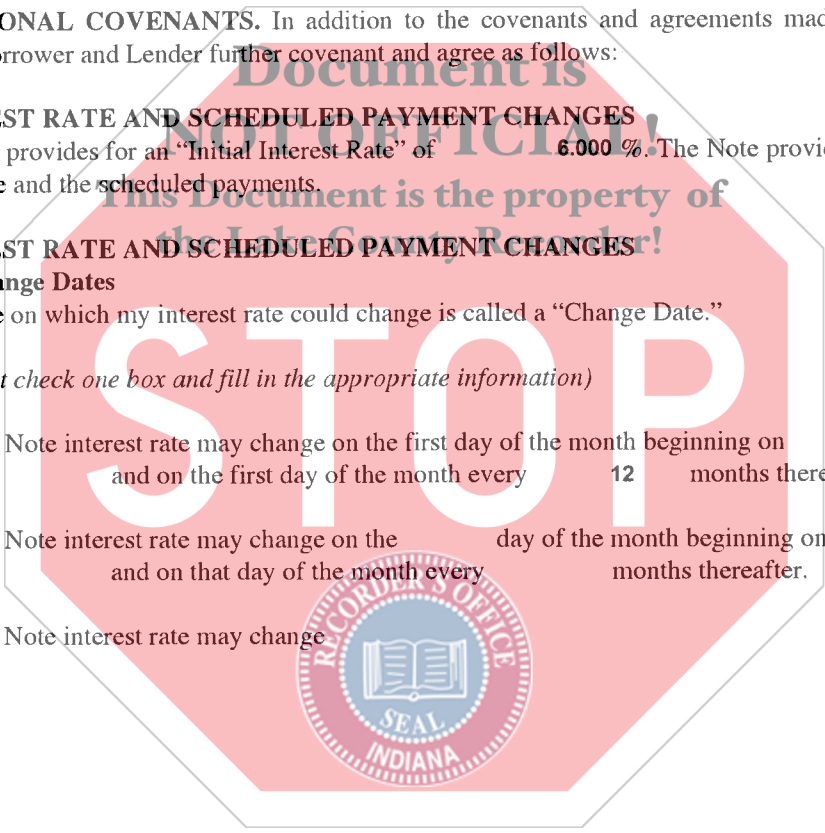 ONAL COVENANTS. In addition to the covenants and agreements mad
rrower and Lender further covenant and agree as follows:
Document is
EST RATE AND SCHEDULED PAYMENT CHANGES
NOT OFFICIAL!
provides for an “Initial Interest Rate” of 6.000 %. The Note provid
e and the scheduled payments.
This Document is the property of
the Lake County Recorder!
EST RATE AND SCHEDULED PAYMENT CHANGES
ange Dates
e on which my interest rate could change is called a “Change Date.”
t check one box and fill in the appropriate information)
STOP
Note interest rate may change on the first day of the month beginning on
and on the first day of the month every 12 months there
Note interest rate may change on the day of the month beginning on
and on that day of the month every months thereafter.
Note interest rate may change
RECORDER'S OFFICE
SEAL
INDIANA